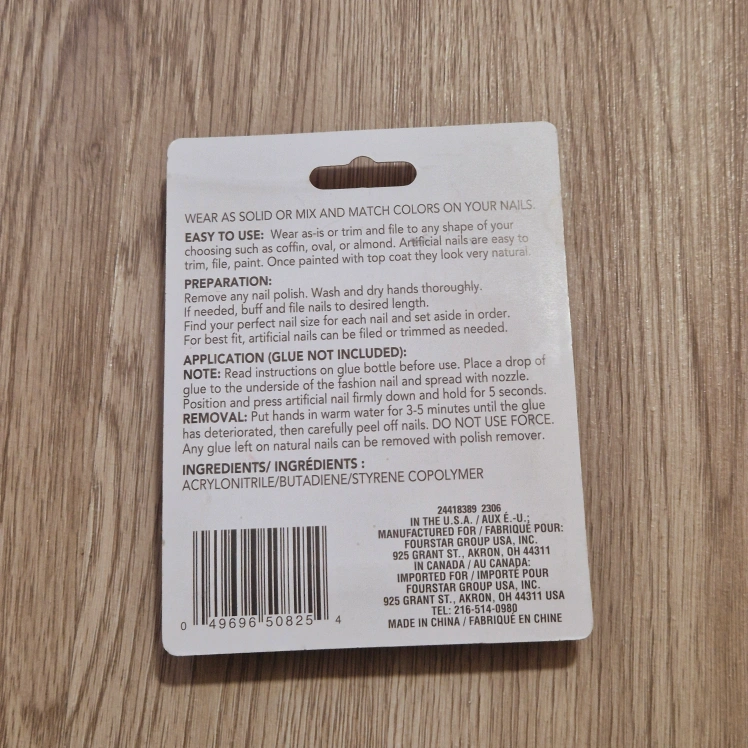 WEAR AS SOLID OR MIX AND MATCH COLORS ON YOUR NAILS.
EASY TO USE: Wear as-is or trim and file to any shape of your
choosing such as coffin, oval, or almond. Artificial nails are easy to
trim, file, paint. Once painted with top coat they look very natural.
PREPARATION:
Remove any nail polish. Wash and dry hands thoroughly.
If needed, buff and file nails to desired length.
Find your perfect nail size for each nail and set aside in order.
For best fit, artificial nails can be filed or trimmed as needed.
APPLICATION (GLUE NOT INCLUDED):
NOTE: Read instructions on glue bottle before use. Place a drop of
glue to the underside of the fashion nail and spread with nozzle.
Position and press artificial nail firmly down and hold for 5 seconds.
REMOVAL: Put hands in warm water for 3-5 minutes until the glue
has deteriorated, then carefully peel off nails. DO NOT USE FORCE.
Any glue left on natural nails can be removed with polish remover.
INGREDIENTS/ INGRÉDIENTS :
ACRYLONITRILE/BUTADIENE/STYRENE COPOLYMER
24418389 2306
IN THE U.S.A. / AUX É.-U.:
MANUFACTURED FOR / FABRIQUÉ POUR:
FOURSTAR GROUP USA, INC.
925 GRANT ST., AKRON, OH 44311
IN CANADA / AU CANADA:
IMPORTED FOR / IMPORTÉ POUR
FOURSTAR GROUP USA, INC.
925 GRANT ST., AKRON, OH 44311 USA
TEL: 216-514-0980
MADE IN CHINA / FABRIQUÉ EN CHINE
0 49696 50825 4